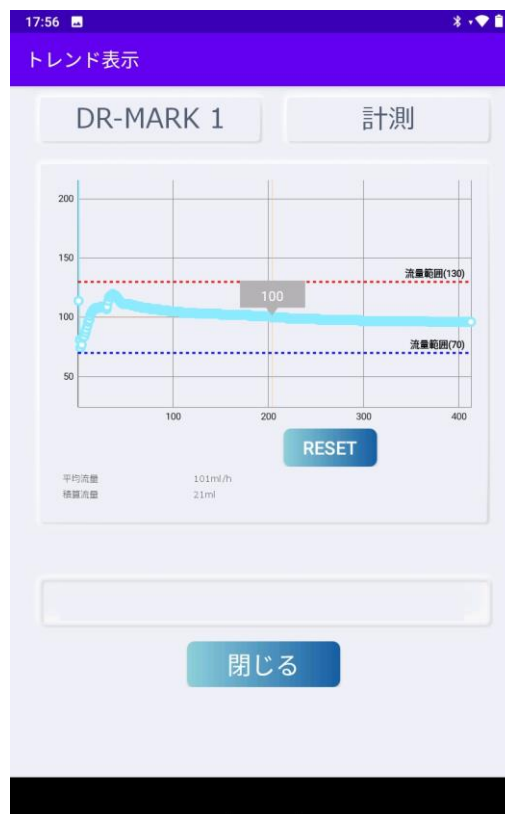 17:56
トレンド表示
DR-MARK 1
計測
200
150
流量範囲(130)
100
100
流量範囲(70)
50
100 200 300 400
RESET
平均流量 101ml/h
積算流量 21ml
閉じる